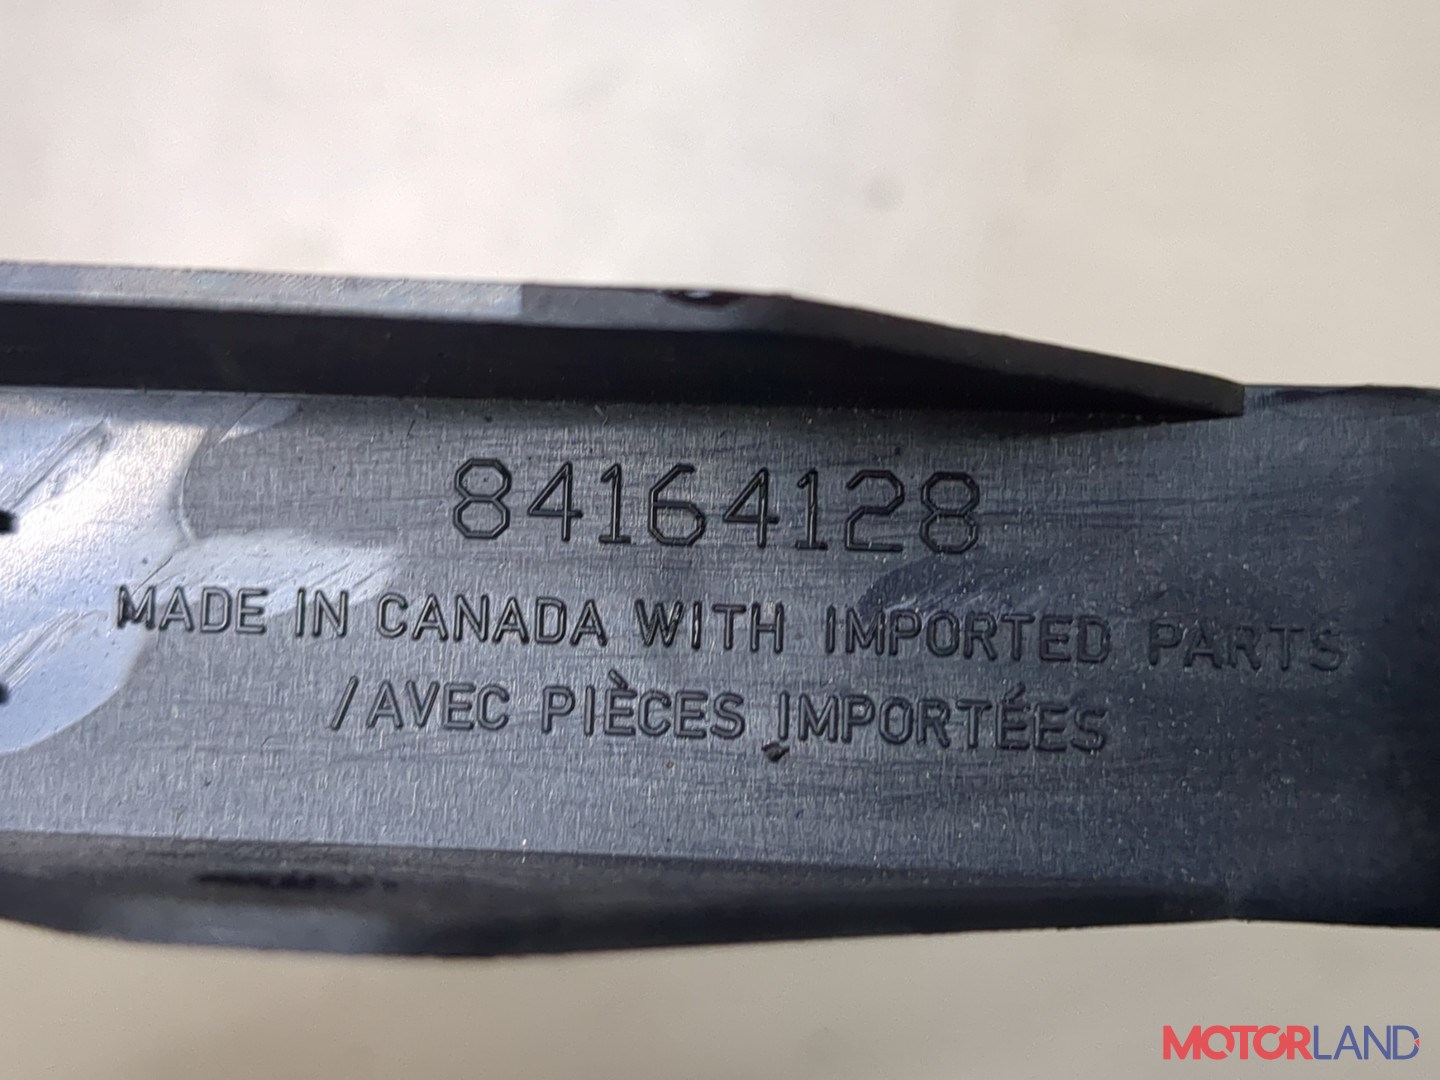 84164128
MADE IN CANADA WITH IMPORTED PARTS
/AVEC PIÈCES IMPORTÉES
MOTORLAND